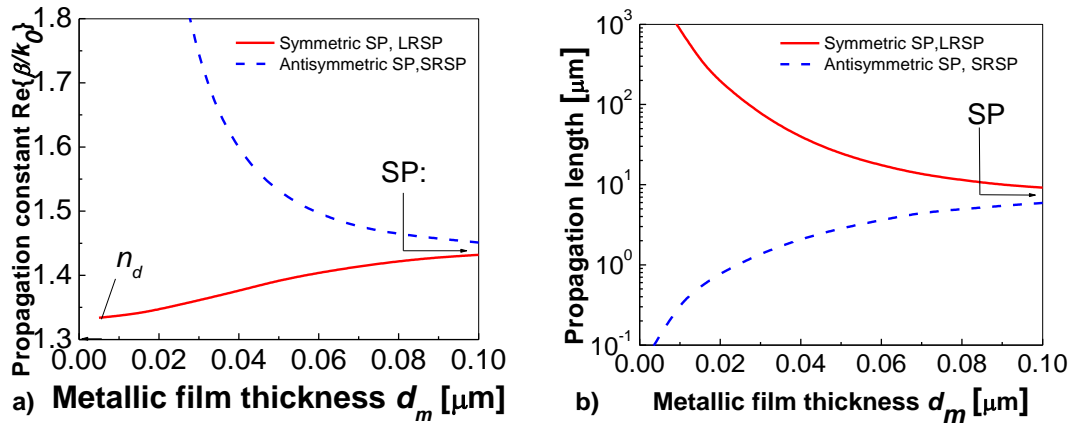 1.8
1.7
1.6
1.5
1.4
1.3
Propagation constant Re{β/k₀}
Symmetric SP, LRSP
Antisymmetric SP,SRSP
SP:
n_d
0.00 0.02 0.04 0.06 0.08 0.10
a) Metallic film thickness d_m [μm]
10³
10²
10¹
10⁰
10⁻¹
Propagation length [μm]
Symmetric SP,LRSP
Antisymmetric SP, SRSP
SP
0.00 0.02 0.04 0.06 0.08 0.10
b) Metallic film thickness d_m [μm]